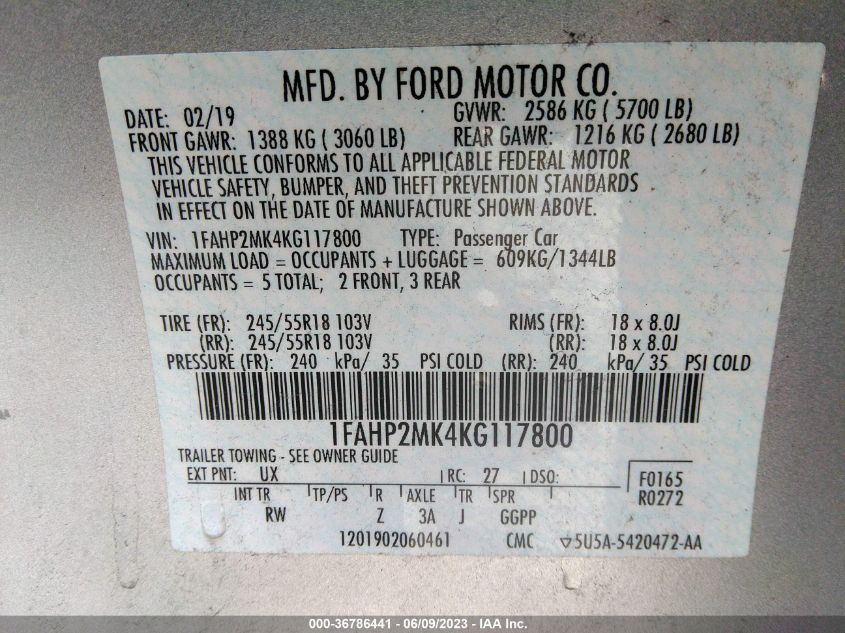 MFD. BY FORD MOTOR CO.
DATE: 02/19 GVWR: 2586 KG ( 5700 LB)
FRONT GAWR: 1388 KG ( 3060 LB) REAR GAWR: 1216 KG ( 2680 LB)
THIS VEHICLE CONFORMS TO ALL APPLICABLE FEDERAL MOTOR
VEHICLE SAFETY, BUMPER, AND THEFT PREVENTION STANDARDS
IN EFFECT ON THE DATE OF MANUFACTURE SHOWN ABOVE.
VIN: 1FAHP2MK4KG117800 TYPE: Passenger Car
MAXIMUM LOAD = OCCUPANTS + LUGGAGE = 609KG/1344LB
OCCUPANTS = 5 TOTAL; 2 FRONT, 3 REAR
TIRE (FR): 245/55R18 103V RIMS (FR): 18 x 8.0J
(RR): 245/55R18 103V (RR): 18 x 8.0J
PRESSURE (FR): 240 kPa/ 35 PSI COLD (RR): 240 kPa/ 35 PSI COLD
1FAHP2MK4KG117800
TRAILER TOWING - SEE OWNER GUIDE
EXT PNT: UX RC: 27 DSO: F0165
R0272
INT TR TP/PS R AXLE TR SPR
RW Z 3A J GGPP
1201902060461 CMC ▽5U5A-5420472-AA
000-36786441 - 06/09/2023 - IAA Inc.